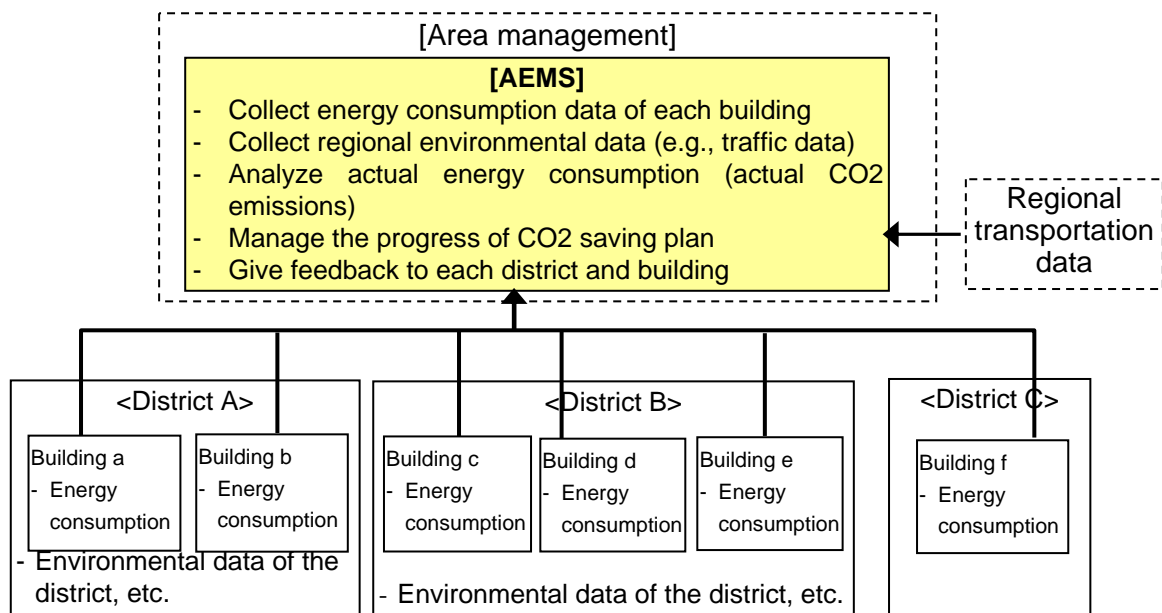 [Area management]
[AEMS]
- Collect energy consumption data of each building
- Collect regional environmental data (e.g., traffic data)
- Analyze actual energy consumption (actual CO2
emissions)
- Manage the progress of CO2 saving plan
- Give feedback to each district and building
Regional
transportation
data
<District A>
Building a
- Energy
consumption
Building b
- Energy
consumption
- Environmental data of the
district, etc.
<District B>
Building c
- Energy
consumption
Building d
- Energy
consumption
Building e
- Energy
consumption
- Environmental data of the district, etc.
<District C>
Building f
- Energy
consumption